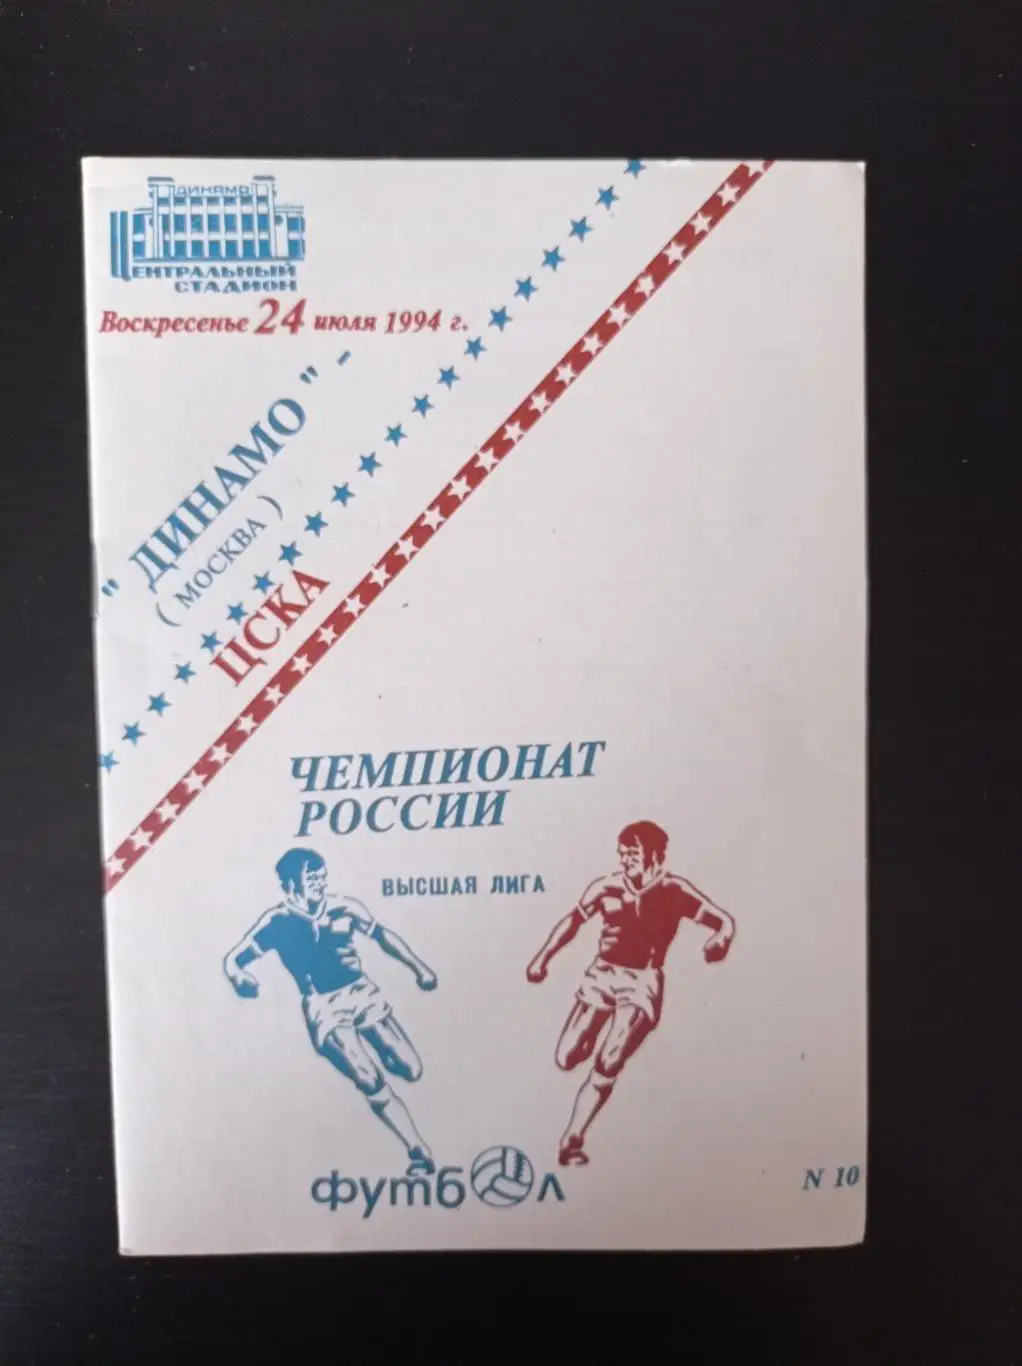 ДИНАМО
ЦЕНТРАЛЬНЫЙ
СТАДИОН
Воскресенье 24 июля 1994 г.
"ДИНАМО" -
( МОСКВА )
ЦСКА
ЧЕМПИОНАТ
РОССИИ
ВЫСШАЯ ЛИГА
футбол
N 10